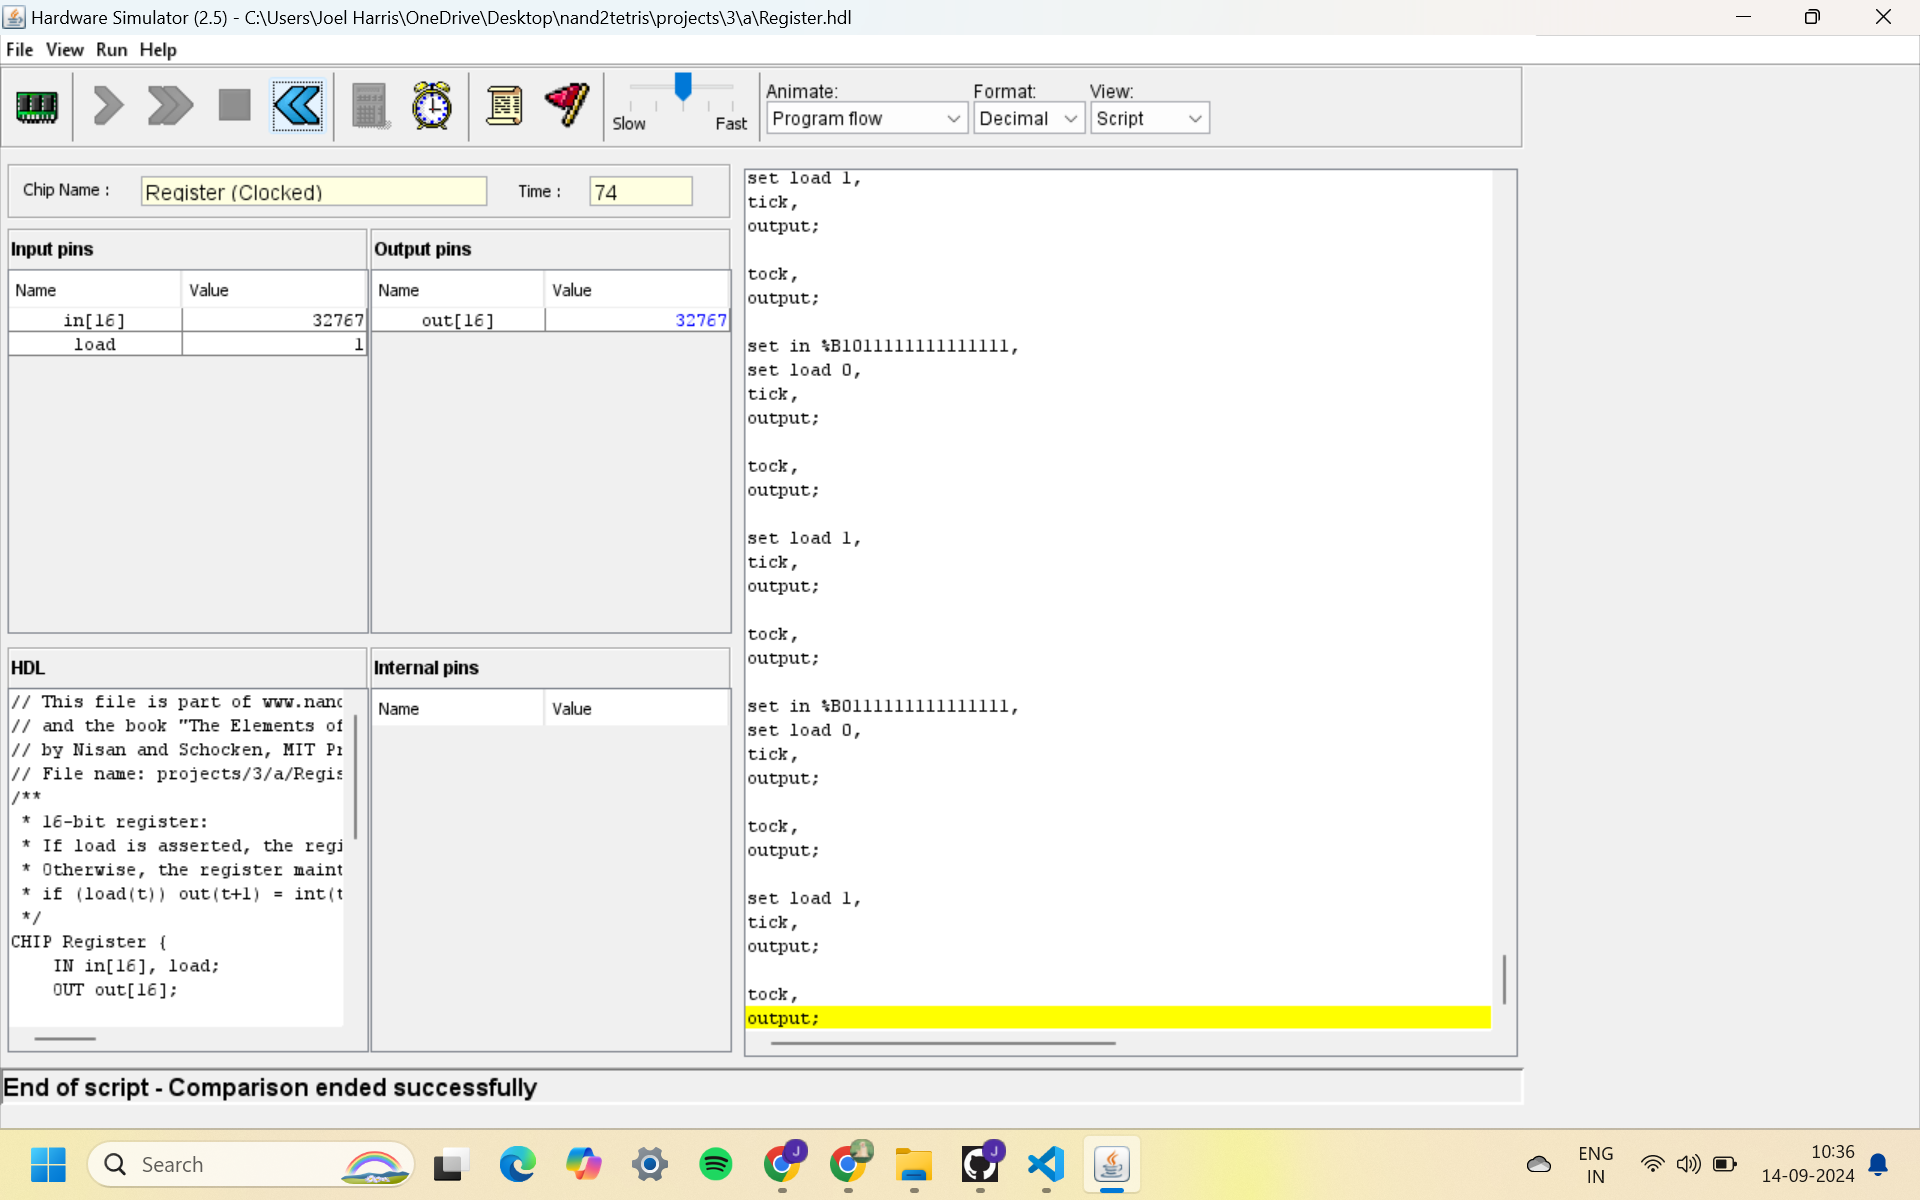 Hardware Simulator (2.5) - C:\Users\Joel Harris\OneDrive\Desktop\nand2tetris\projects\3\a\Register.hdl
File View Run Help
Slow Fast
Animate: Format: View:
Program flow Decimal Script
Chip Name : Register (Clocked) Time : 74
Input pins
Name Value
in[16] 32767
load 1
Output pins
Name Value
out[16] 32767
HDL
// This file is part of www.nand
// and the book "The Elements of
// by Nisan and Schocken, MIT Pr
// File name: projects/3/a/Regis
/**
* 16-bit register:
* If load is asserted, the regi
* Otherwise, the register maint
* if (load(t)) out(t+1) = int(t
*/
CHIP Register {
IN in[16], load;
OUT out[16];
Internal pins
Name Value
set load 1,
tick,
output;
tock,
output;
set in %B1011111111111111,
set load 0,
tick,
output;
tock,
output;
set load 1,
tick,
output;
tock,
output;
set in %B0111111111111111,
set load 0,
tick,
output;
tock,
output;
set load 1,
tick,
output;
tock,
output;
End of script - Comparison ended successfully
Search
J
J
ENG
IN
10:36
14-09-2024